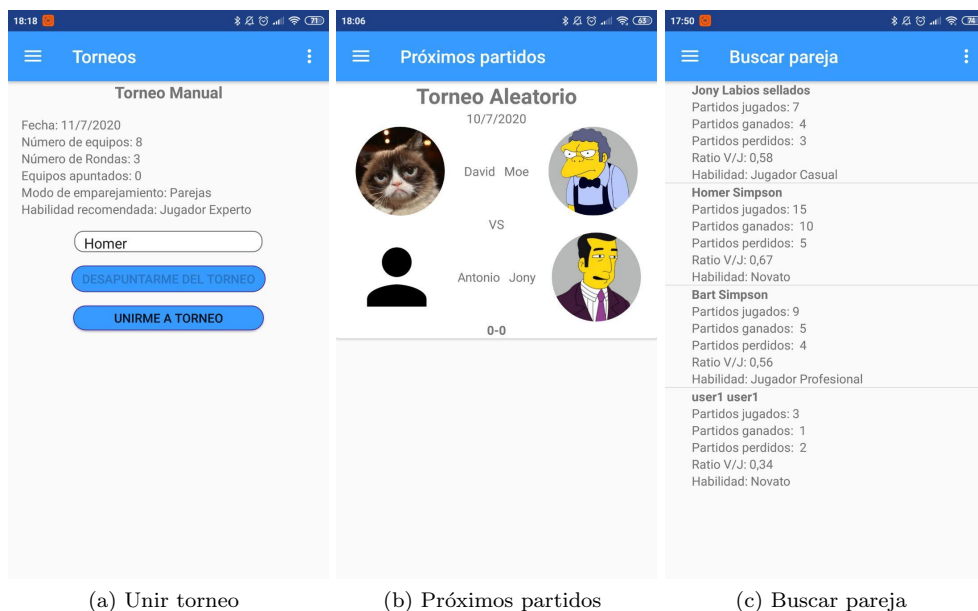 18:18
71
Torneos
Torneo Manual
Fecha: 11/7/2020
Número de equipos: 8
Número de Rondas: 3
Equipos apuntados: 0
Modo de emparejamiento: Parejas
Habilidad recomendada: Jugador Experto
Homer
DESAPUNTARME DEL TORNEO
UNIRME A TORNEO
(a) Unir torneo
18:06
63
Próximos partidos
Torneo Aleatorio
10/7/2020
David Moe
VS
Antonio Jony
0-0
(b) Próximos partidos
17:50
74
Buscar pareja
Jony Labios sellados
Partidos jugados: 7
Partidos ganados: 4
Partidos perdidos: 3
Ratio V/J: 0,58
Habilidad: Jugador Casual
Homer Simpson
Partidos jugados: 15
Partidos ganados: 10
Partidos perdidos: 5
Ratio V/J: 0,67
Habilidad: Novato
Bart Simpson
Partidos jugados: 9
Partidos ganados: 5
Partidos perdidos: 4
Ratio V/J: 0,56
Habilidad: Jugador Profesional
user1 user1
Partidos jugados: 3
Partidos ganados: 1
Partidos perdidos: 2
Ratio V/J: 0,34
Habilidad: Novato
(c) Buscar pareja